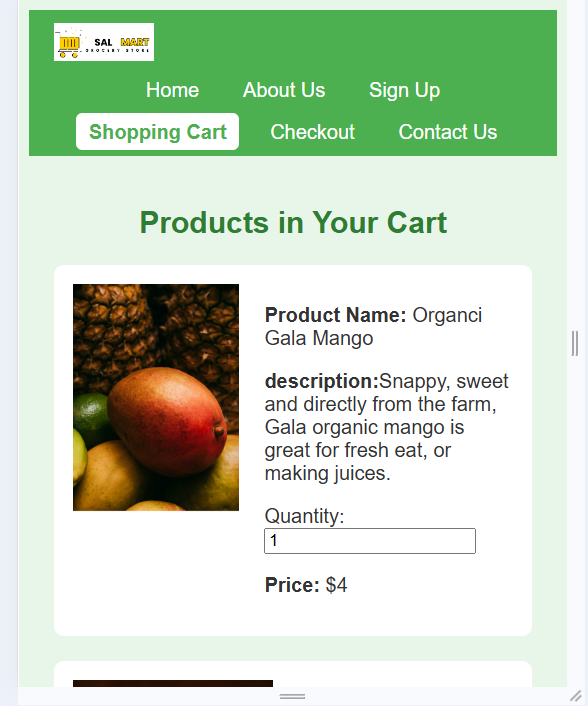 SAL MART
GROCERY STORE
Home About Us Sign Up
Shopping Cart Checkout Contact Us
Products in Your Cart
Product Name: Organci
Gala Mango
description:Snappy, sweet
and directly from the farm,
Gala organic mango is
great for fresh eat, or
making juices.
Quantity:
1
Price: $4